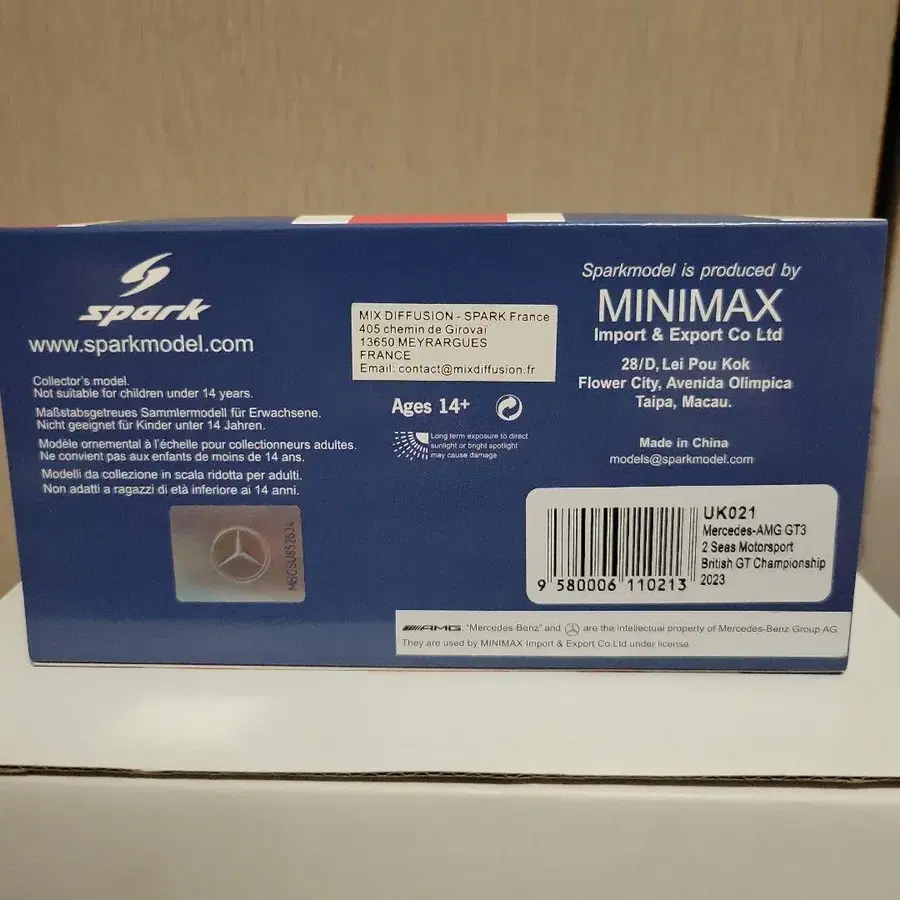 spark
www.sparkmodel.com
Collector's model.
Not suitable for children under 14 years.
Maßstabsgetreues Sammlermodell für Erwachsene.
Nicht geeignet für Kinder unter 14 Jahren.
Modèle ornemental à l'échelle pour collectionneurs adultes.
Ne convient pas aux enfants de moins de 14 ans.
Modelli da collezione in scala ridotta per adulti.
Non adatti a ragazzi di età inferiore ai 14 anni.
MIX DIFFUSION - SPARK France
405 chemin de Girovaï
13650 MEYRARGUES
FRANCE
Email: contact@mixdiffusion.fr
Ages 14+
Long term exposure to direct
sunlight or bright spotlight
may cause damage
Sparkmodel is produced by
MINIMAX
Import & Export Co Ltd
28/D, Lei Pou Kok
Flower City, Avenida Olimpica
Taipa, Macau.
Made in China
models@sparkmodel.com
UK021
Mercedes-AMG GT3
2 Seas Motorsport
British GT Championship
2023
9 580006 110213
AMG, "Mercedes-Benz" and are the intellectual property of Mercedes-Benz Group AG.
They are used by MINIMAX Import & Export Co.Ltd under license